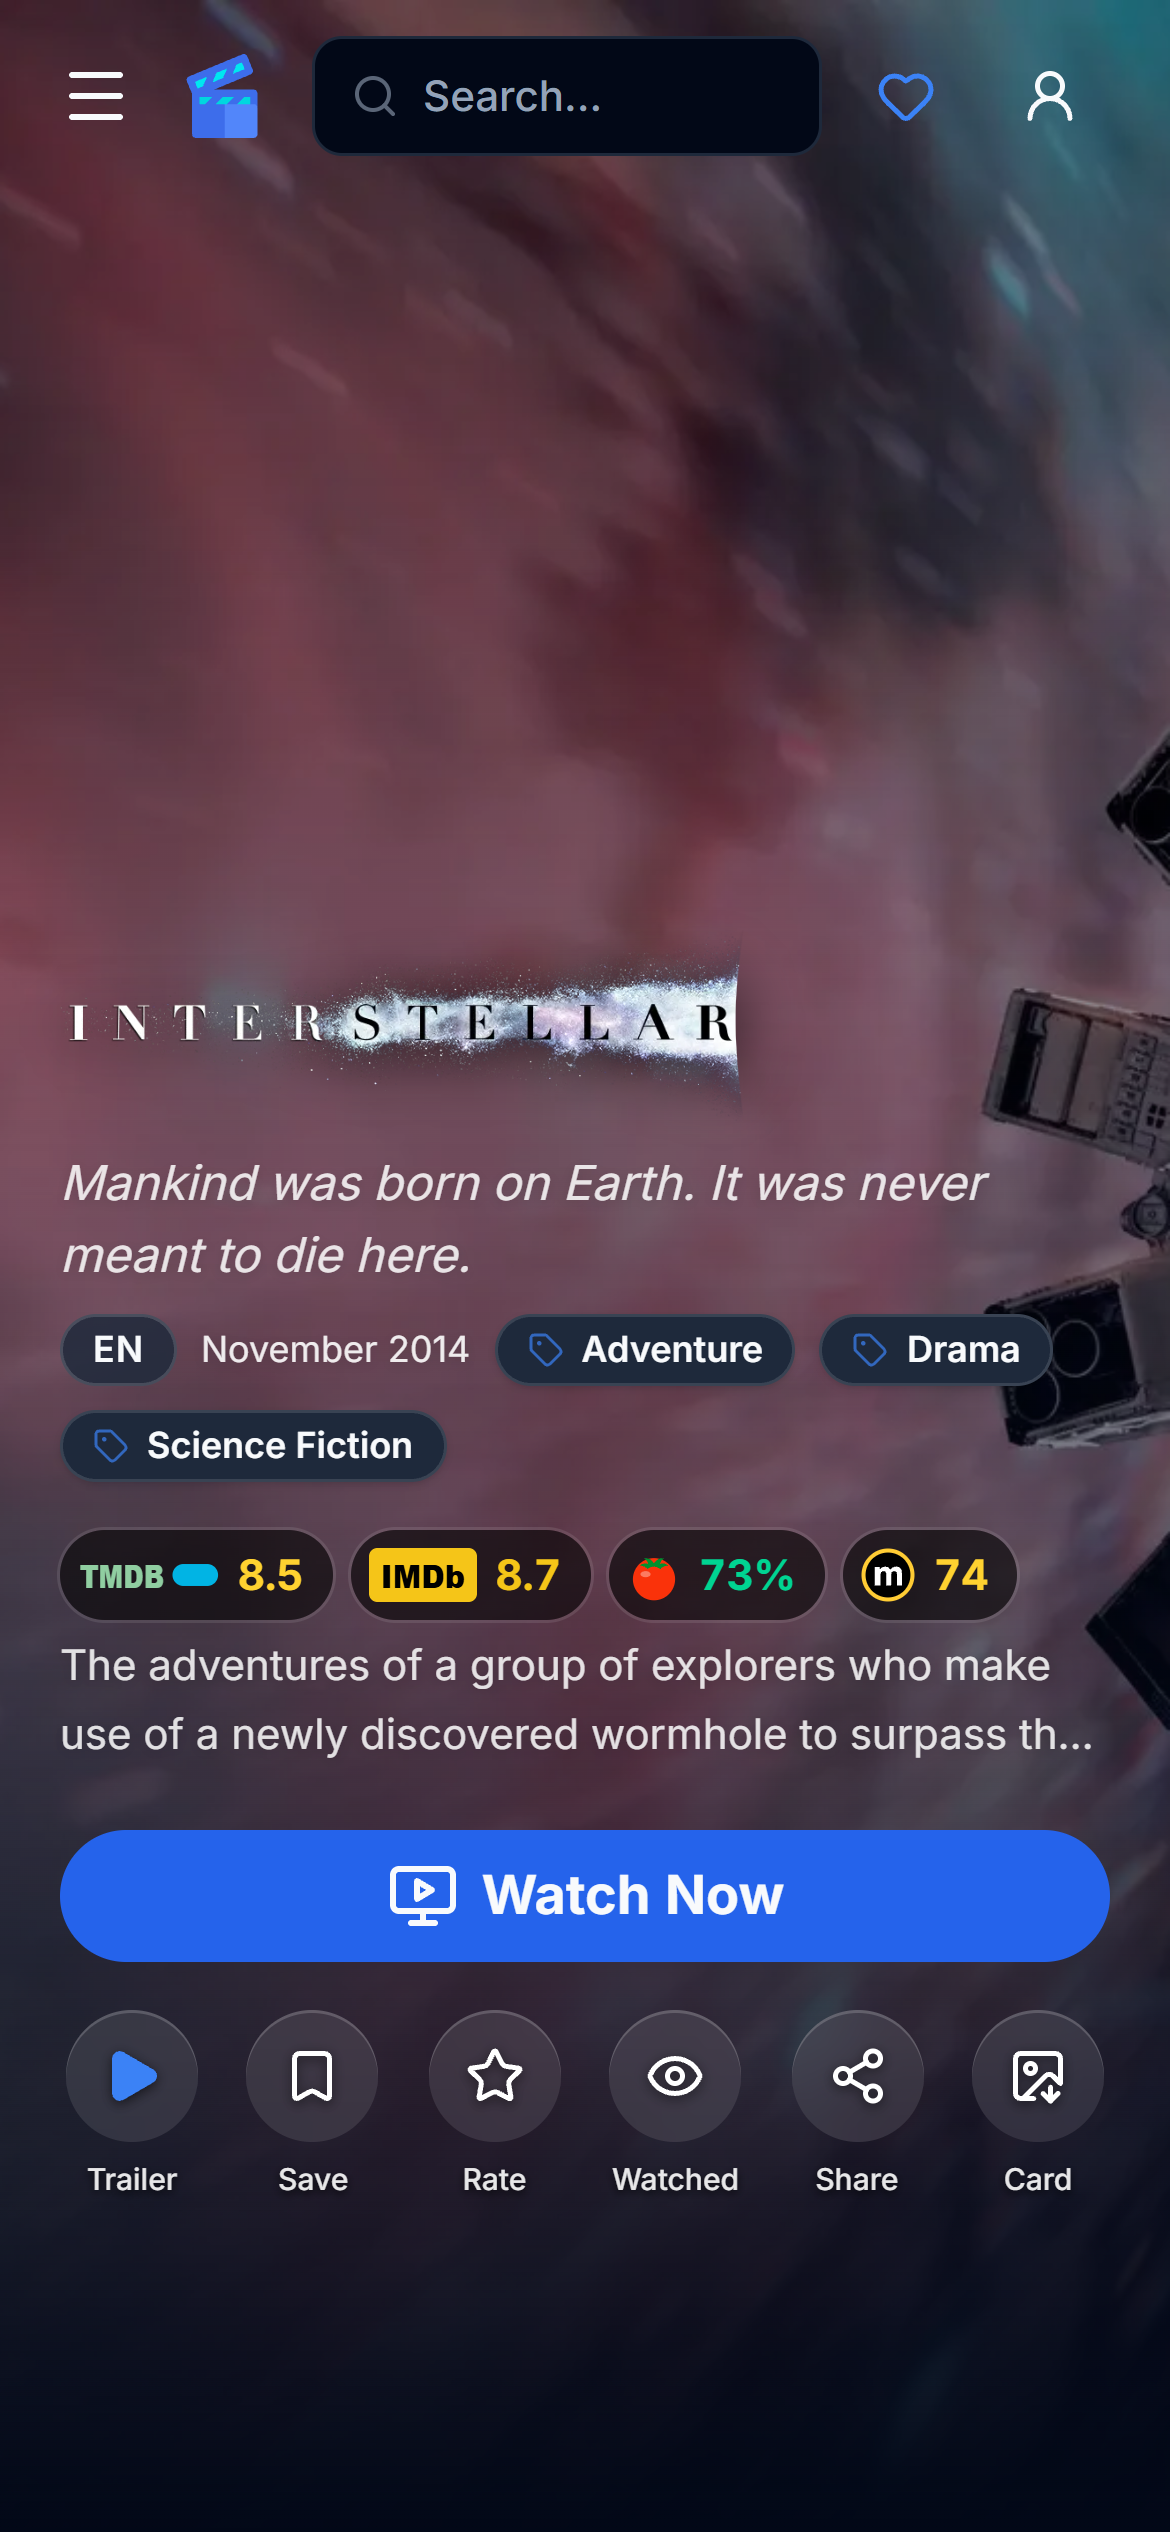 Search...
INTERSTELLAR
Mankind was born on Earth. It was never
meant to die here.
EN November 2014 Adventure Drama
Science Fiction
TMDB 8.5 IMDb 8.7 73% m 74
The adventures of a group of explorers who make
use of a newly discovered wormhole to surpass th...
Watch Now
Trailer Save Rate Watched Share Card